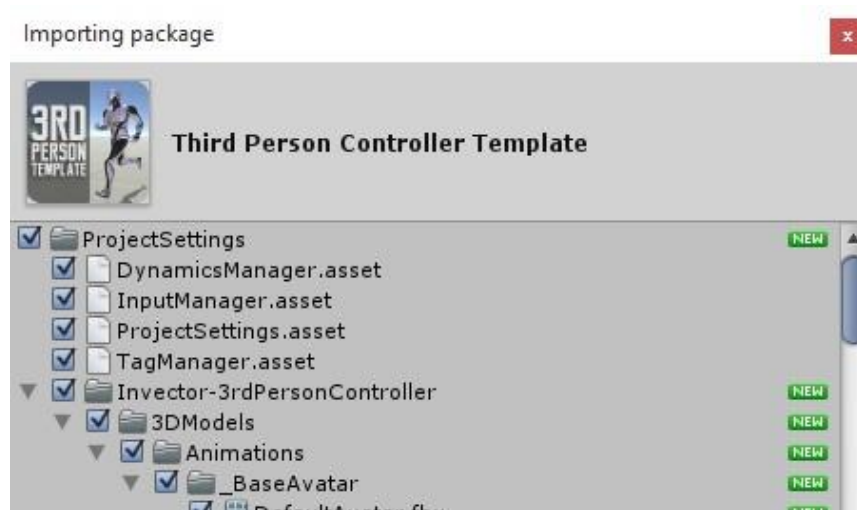 Importing package
x
3RD
PERSON
TEMPLATE
Third Person Controller Template
ProjectSettings NEW
DynamicsManager.asset
InputManager.asset
ProjectSettings.asset
TagManager.asset
Invector-3rdPersonController NEW
3DModels NEW
Animations NEW
_BaseAvatar NEW